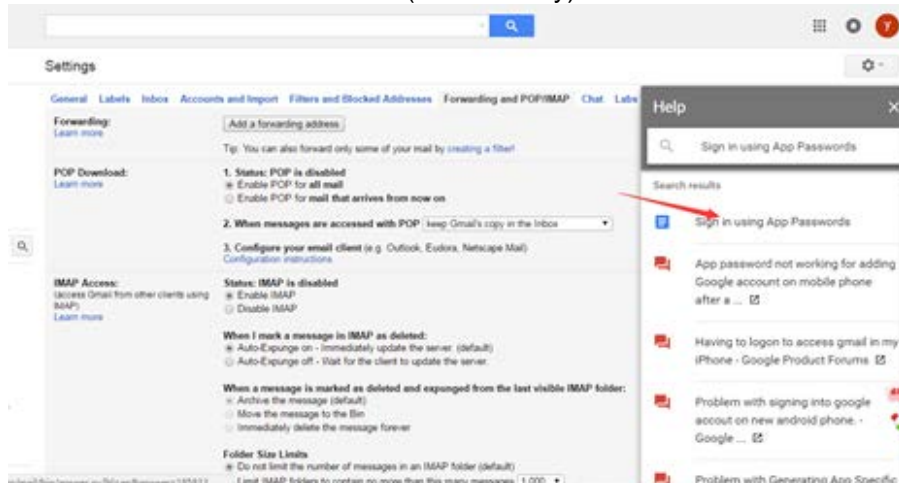 Y
Settings
General Labels Inbox Accounts and Import Filters and Blocked Addresses Forwarding and POP/IMAP Chat Labs
Forwarding:
Learn more
Add a forwarding address
Tip: You can also forward only some of your mail by creating a filter!
POP Download:
Learn more
1. Status: POP is disabled
Enable POP for all mail
Enable POP for mail that arrives from now on
2. When messages are accessed with POP keep Gmail's copy in the Inbox
3. Configure your email client (e.g. Outlook, Eudora, Netscape Mail)
Configuration instructions
IMAP Access:
(access Gmail from other clients using
IMAP)
Learn more
Status: IMAP is disabled
Enable IMAP
Disable IMAP
When I mark a message in IMAP as deleted:
Auto-Expunge on - Immediately update the server. (default)
Auto-Expunge off - Wait for the client to update the server.
When a message is marked as deleted and expunged from the last visible IMAP folder:
Archive the message (default)
Move the message to the Bin
Immediately delete the message forever
Folder Size Limits
Do not limit the number of messages in an IMAP folder (default)
Limit IMAP folders to contain no more than this many messages 1,000
Help
Sign in using App Passwords
Search results
Sign in using App Passwords
App password not working for adding
Google account on mobile phone
after a ...
Having to logon to access gmail in my
iPhone - Google Product Forums
Problem with signing into google
accout on new android phone. -
Google ...
Problem with Generating App Specific